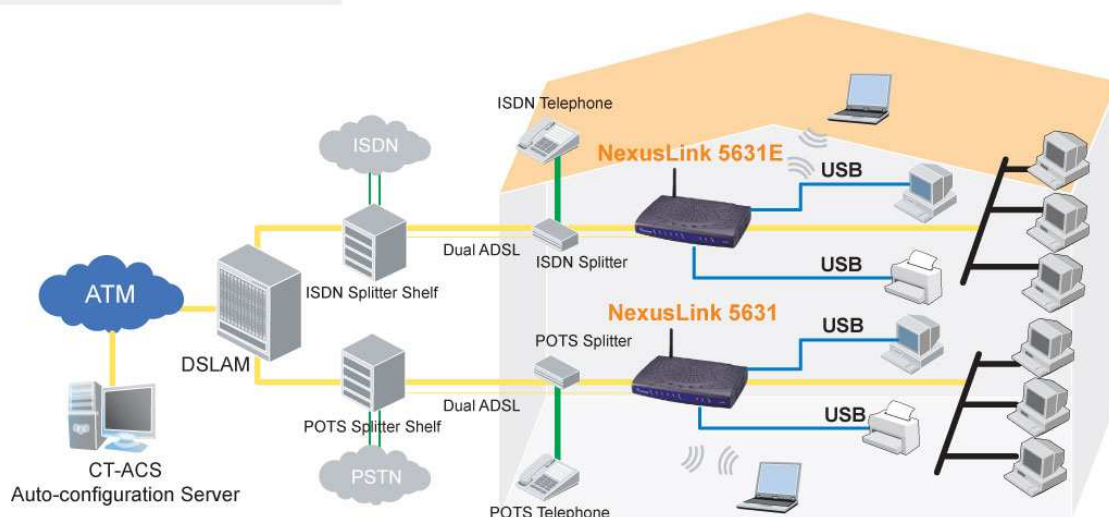 ISDN Telephone
ISDN
NexusLink 5631E
USB
Dual ADSL
ISDN Splitter
ATM
ISDN Splitter Shelf
USB
NexusLink 5631
DSLAM
POTS Splitter
USB
Dual ADSL
POTS Splitter Shelf
USB
CT-ACS
Auto-configuration Server
PSTN
POTS Telephone